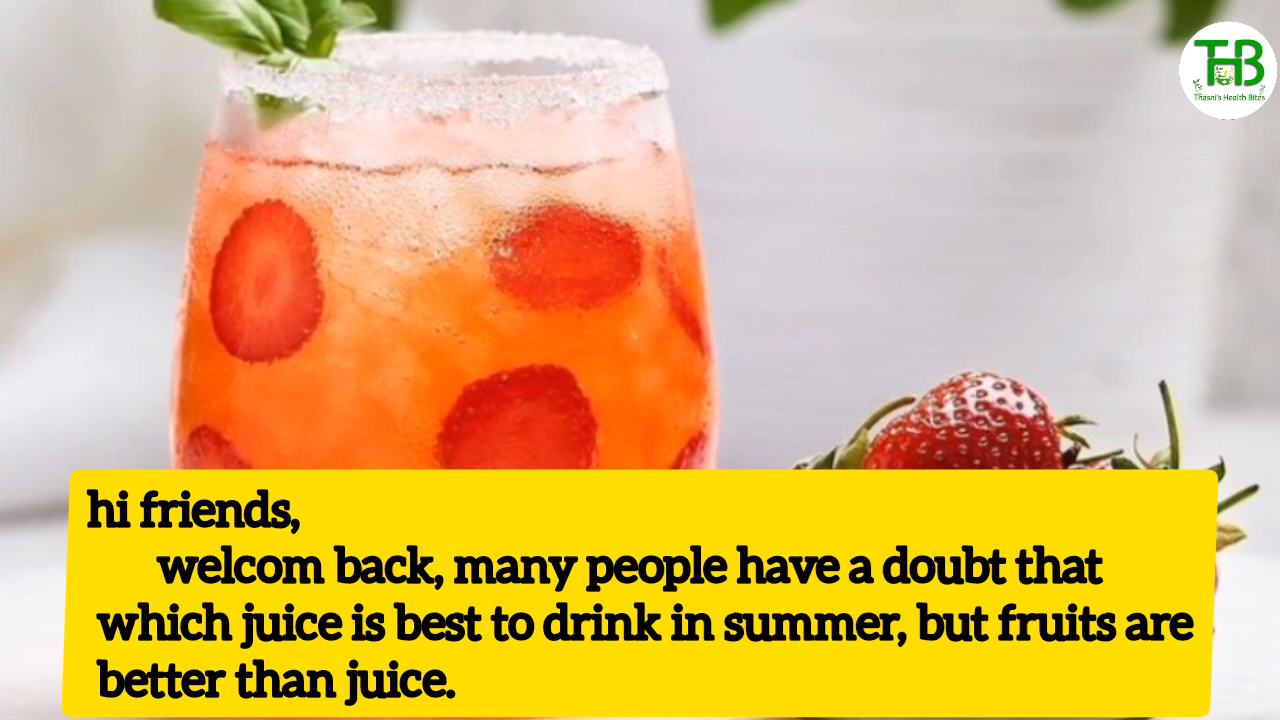 THB
Thasni's Health Bites
hi friends,
welcom back, many people have a doubt that
which juice is best to drink in summer, but fruits are
better than juice.